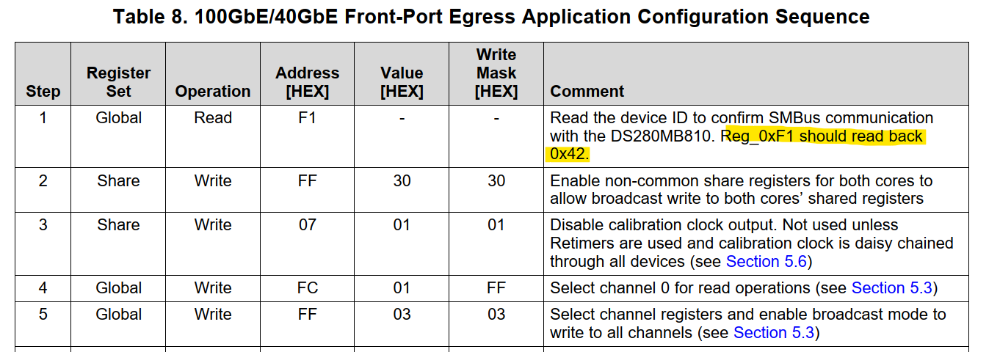 Table 8. 100GbE/40GbE Front-Port Egress Application Configuration Sequence
Step Register Set Operation Address [HEX] Value [HEX] Write Mask [HEX] Comment
1 Global Read F1 - - Read the device ID to confirm SMBus communication
with the DS280MB810. Reg_0xF1 should read back
0x42.
2 Share Write FF 30 30 Enable non-common share registers for both cores to
allow broadcast write to both cores' shared registers
3 Share Write 07 01 01 Disable calibration clock output. Not used unless
Retimers are used and calibration clock is daisy chained
through all devices (see Section 5.6)
4 Global Write FC 01 FF Select channel 0 for read operations (see Section 5.3)
5 Global Write FF 03 03 Select channel registers and enable broadcast mode to
write to all channels (see Section 5.3)